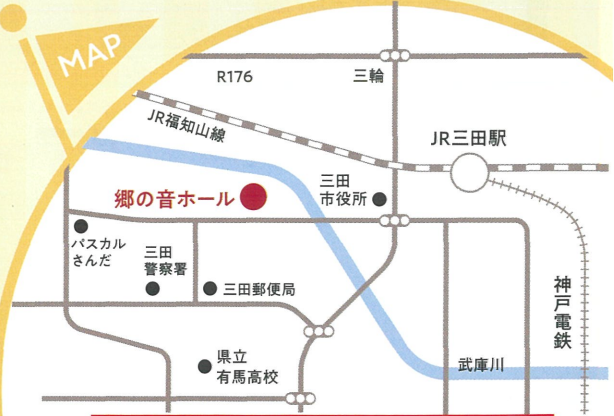 MAP
R176
三輪
JR福知山線
JR三田駅
郷の音ホール
三田
市役所
パスカル
さんだ
三田
警察署
三田郵便局
神戸電鉄
県立
有馬高校
武庫川